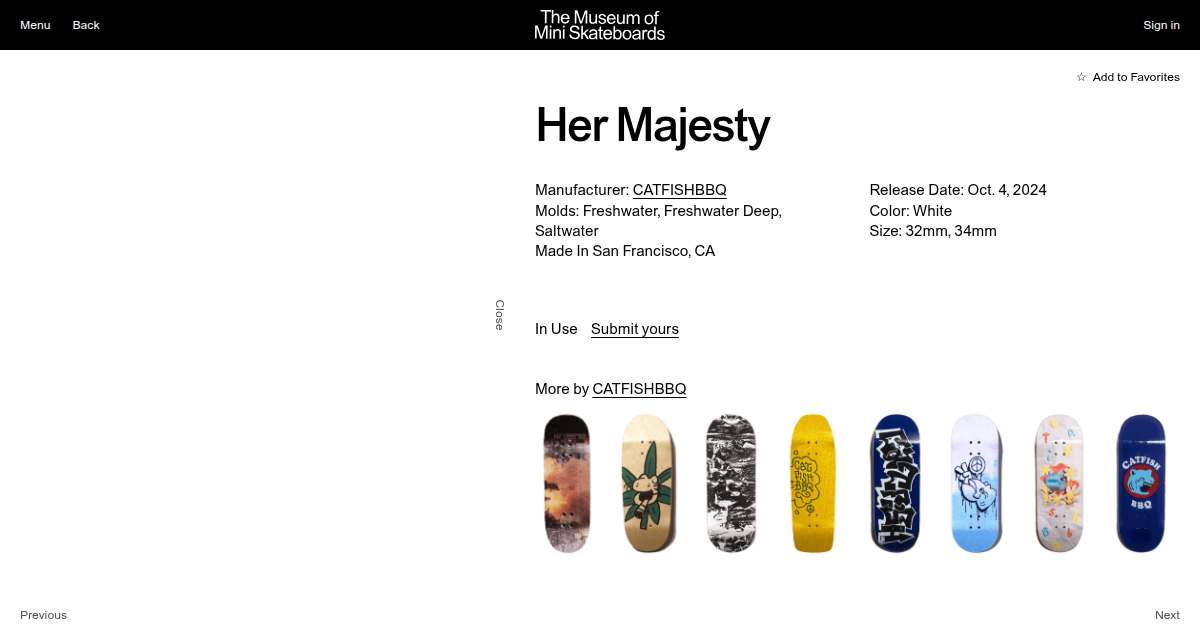 Menu
Back
The Museum of
Mini Skateboards
Sign in
☆ Add to Favorites
Her Majesty
Manufacturer: CATFISHBBQ
Molds: Freshwater, Freshwater Deep,
Saltwater
Made In San Francisco, CA
Release Date: Oct. 4, 2024
Color: White
Size: 32mm, 34mm
Close
In Use Submit yours
More by CATFISHBBQ
CATFISH
BBQ
Previous
Next